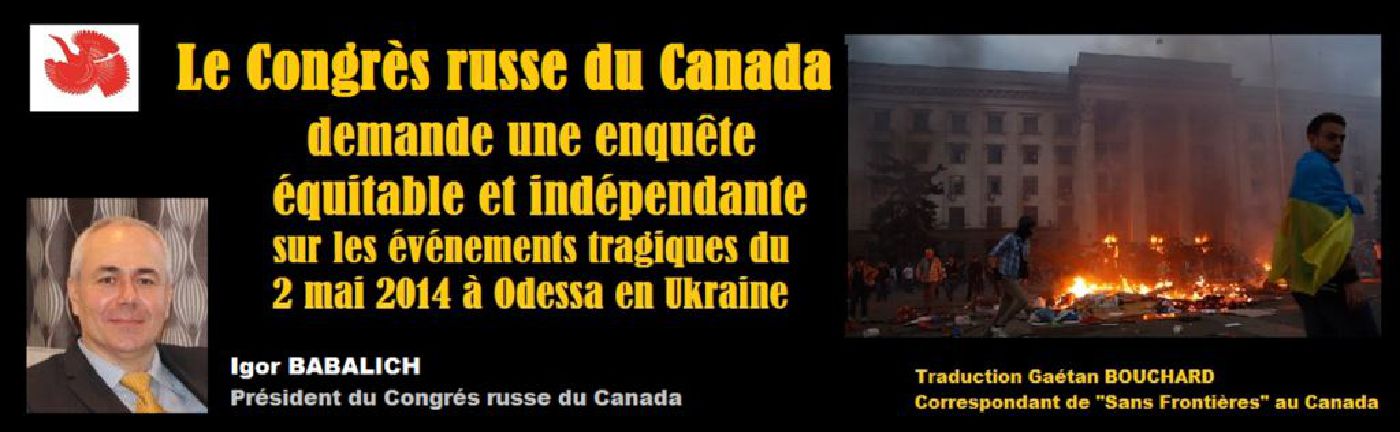 Le Congrès russe du Canada
demande une enquête
équitable et indépendante
sur les événements tragiques du
2 mai 2014 à Odessa en Ukraine
Igor BABALICH
Président du Congrés russe du Canada
Traduction Gaétan BOUCHARD
Correspondant de "Sans Frontières" au Canada